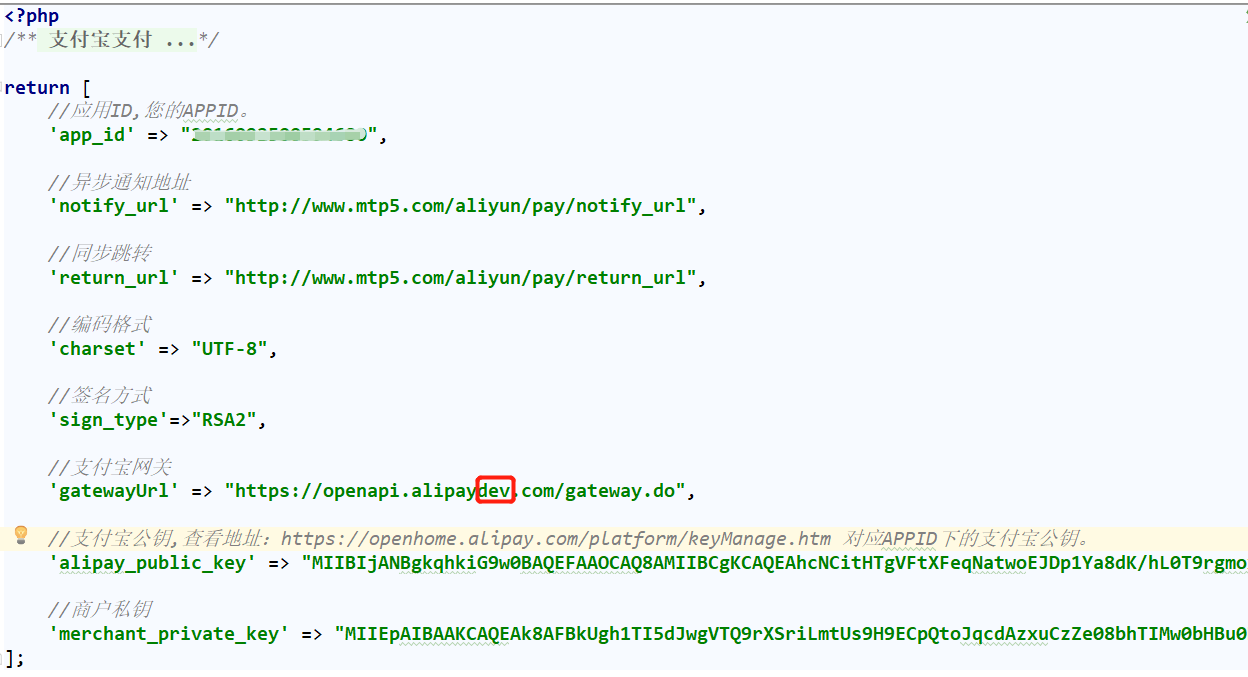 <?php
/** 支付宝支付 ...*/
return [
//应用ID,您的APPID。
'app_id' => "",
//异步通知地址
'notify_url' => "http://www.mtp5.com/aliyun/pay/notify_url",
//同步跳转
'return_url' => "http://www.mtp5.com/aliyun/pay/return_url",
//编码格式
'charset' => "UTF-8",
//签名方式
'sign_type'=>"RSA2",
//支付宝网关
'gatewayUrl' => "https://openapi.alipaydev.com/gateway.do",
//支付宝公钥,查看地址：https://openhome.alipay.com/platform/keyManage.htm 对应APPID下的支付宝公钥。
'alipay_public_key' => "MIIBIjANBgkqhkiG9w0BAQEFAAOCAQ8AMIIBCgKCAQEAhcNCitHTgVFtXFeqNatwoEJDp1Ya8dK/hL0T9rgmo
//商户私钥
'merchant_private_key' => "MIIEpAIBAAKCAQEAk8AFBkUgh1TI5dJwgVTQ9rXSriLmtUs9H9ECpQtoJqcdAzxuCzZe08bhTIMw0bHBu0
];